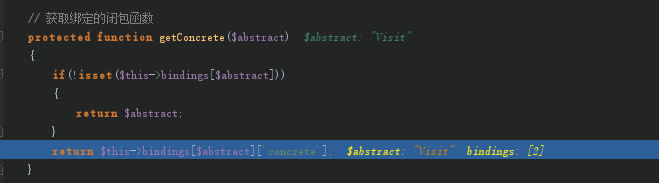 // 获取绑定的闭包函数
protected function getConcrete($abstract)  $abstract: "Visit"
{
if(!isset($this->bindings[$abstract]))
{
return $abstract;
}
return $this->bindings[$abstract]['concrete'];  $abstract: "Visit"  bindings: [2]
}